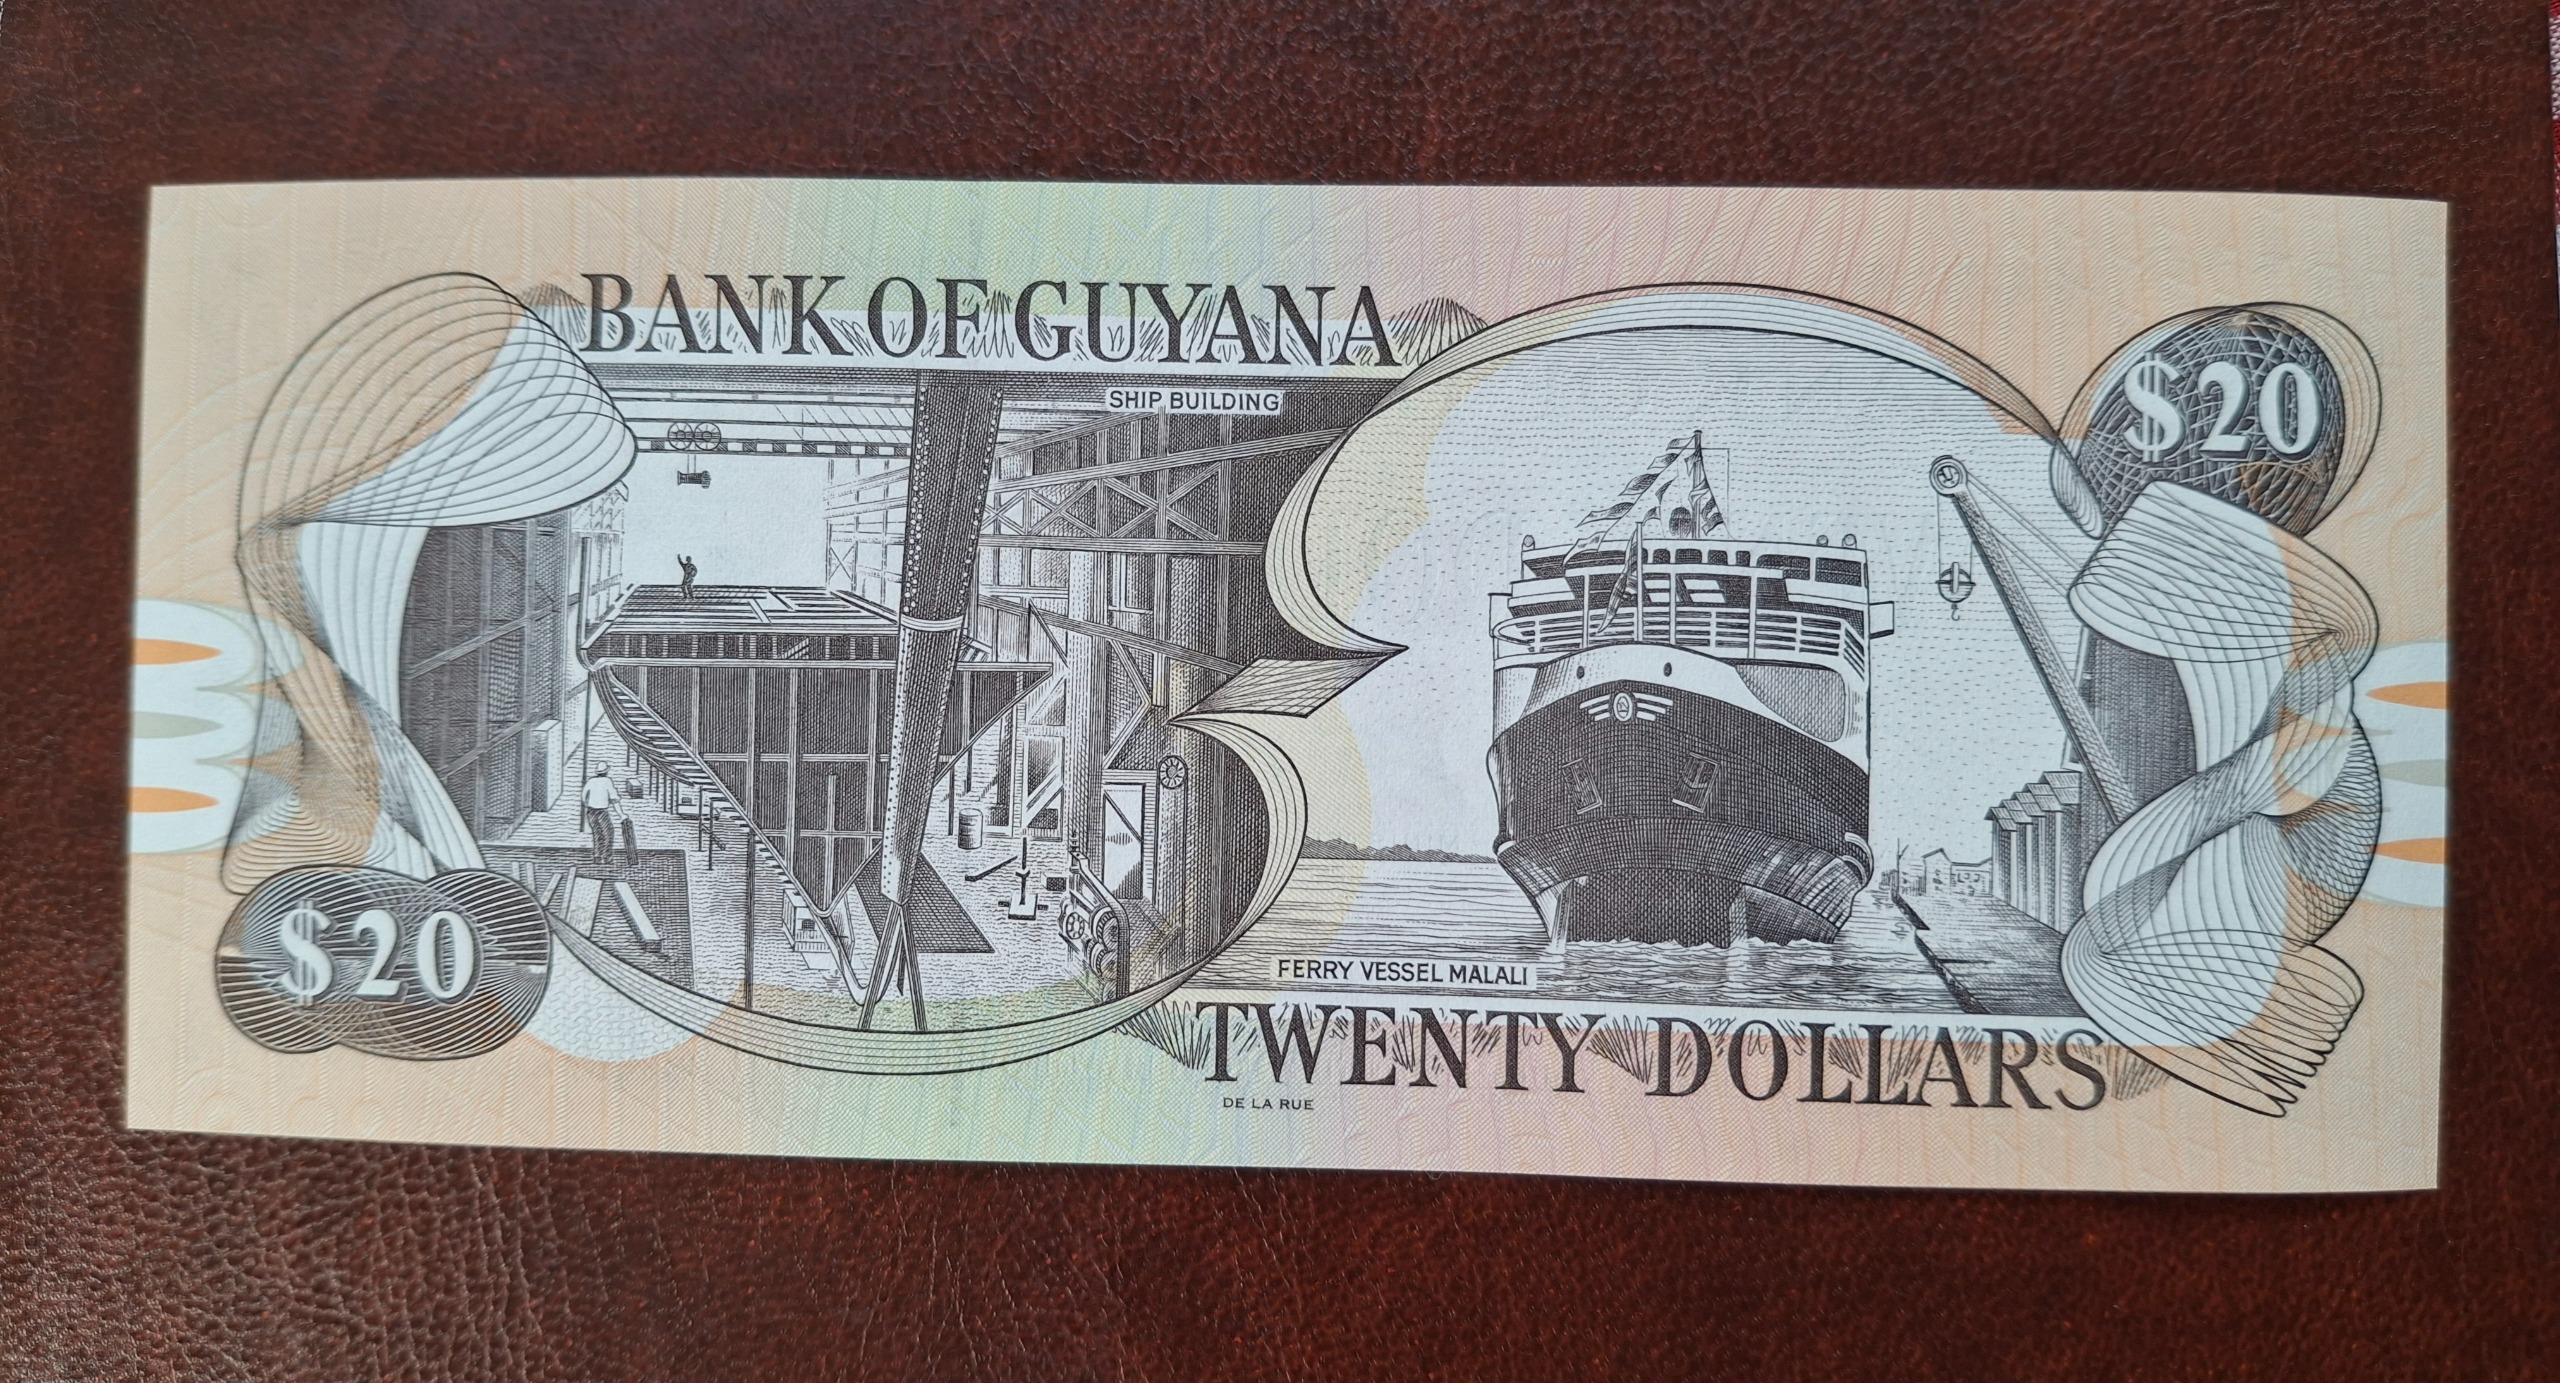 BANK OF GUYANA
$20
SHIP BUILDING
$20
FERRY VESSEL MALALI
TWENTY DOLLARS
DE LA RUE